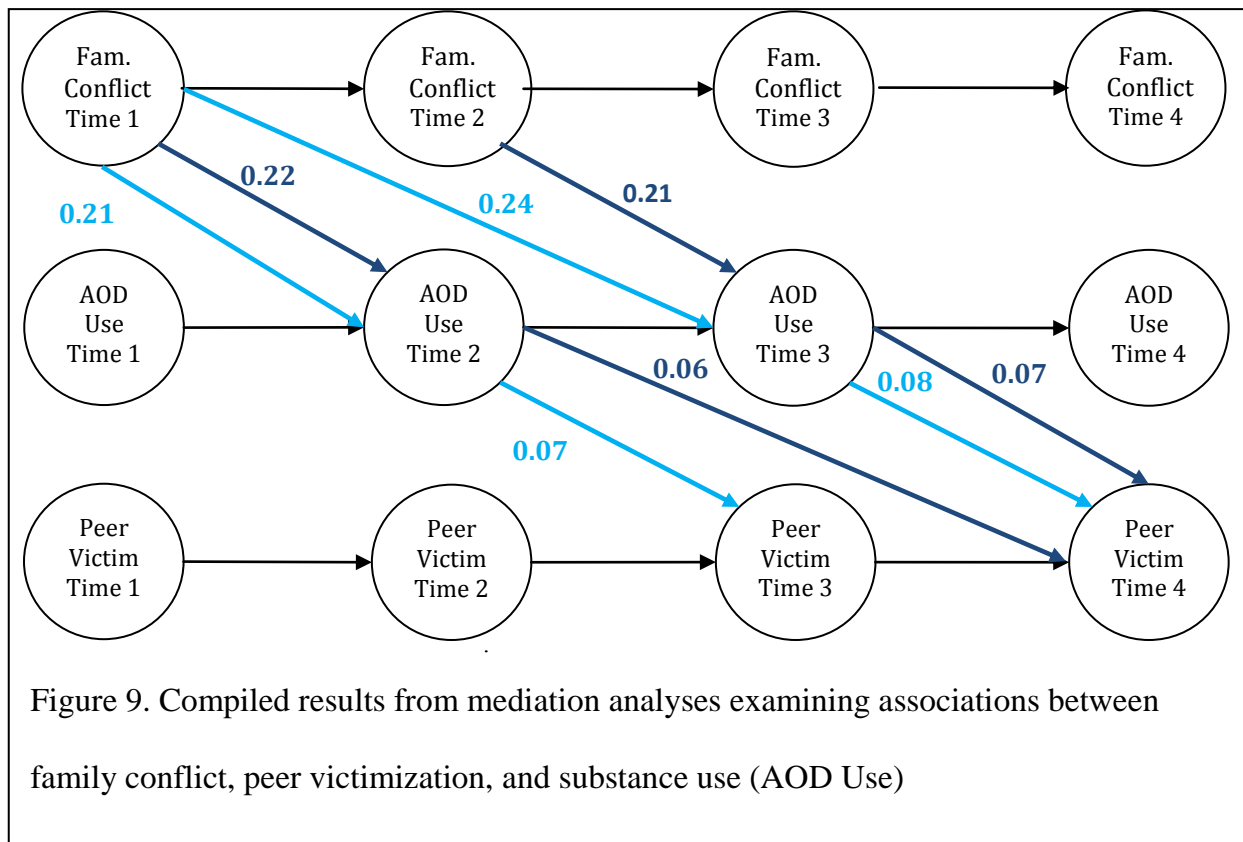 Fam.
Conflict
Time 1
Fam.
Conflict
Time 2
Fam.
Conflict
Time 3
Fam.
Conflict
Time 4
0.22
0.21
0.24
0.21
AOD
Use
Time 1
AOD
Use
Time 2
AOD
Use
Time 3
AOD
Use
Time 4
0.06
0.08
0.07
0.07
Peer
Victim
Time 1
Peer
Victim
Time 2
Peer
Victim
Time 3
Peer
Victim
Time 4
Figure 9. Compiled results from mediation analyses examining associations between
family conflict, peer victimization, and substance use (AOD Use)